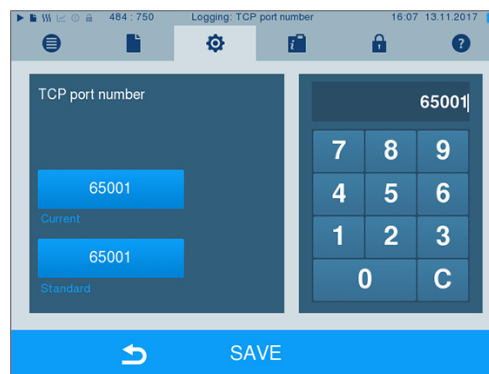 484 : 750 Logging: TCP port number 16:07 13.11.2017
TCP port number
65001
65001
Current
65001
Standard
7 8 9
4 5 6
1 2 3
0 C
SAVE